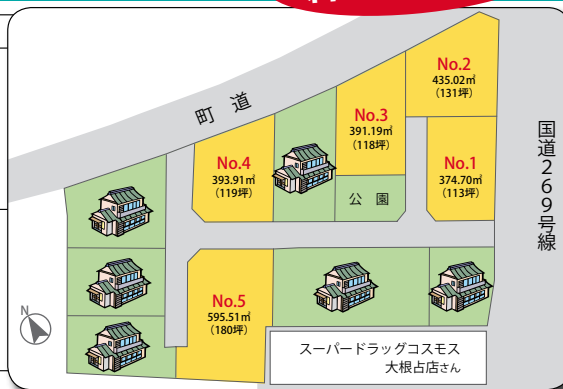 町道
No.2
435.02㎡
(131坪)
No.3
391.19㎡
(118坪)
No.4
393.91㎡
(119坪)
No.1
374.70㎡
(113坪)
公園
国道269号線
No.5
595.51㎡
(180坪)
N
スーパードラッグコスモス
大根占店さん